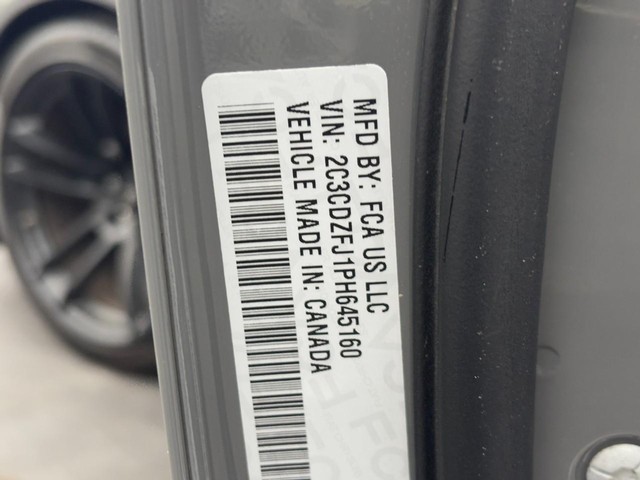 MFD BY: FCA US LLC
VIN: 2C3CDZFJ1PH645160
VEHICLE MADE IN: CANADA